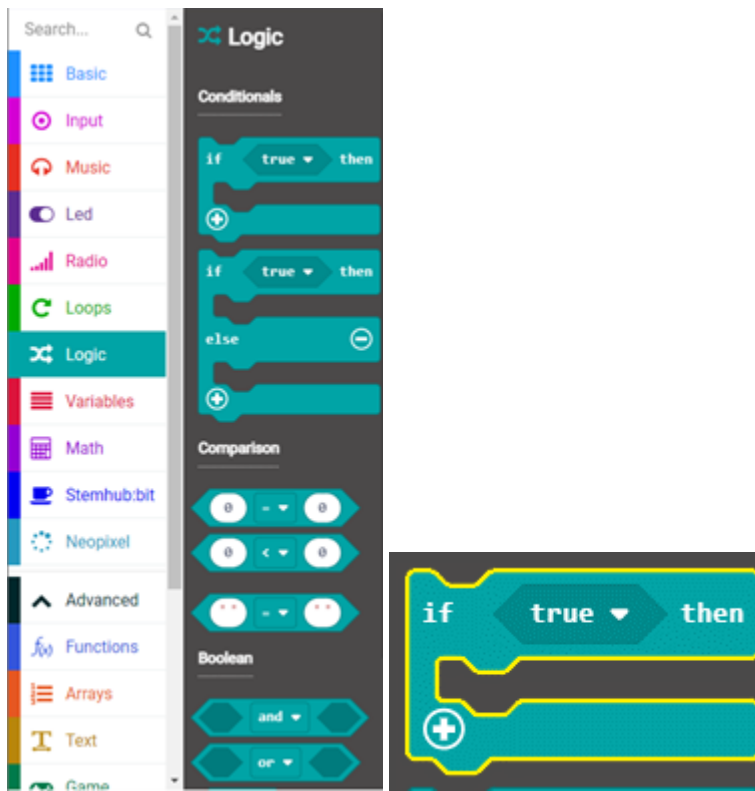 Search...
Basic
Input
Music
Led
Radio
Loops
Logic
Variables
Math
Stemhub:bit
Neopixel
Advanced
f(x) Functions
Arrays
Text
Game
Logic
Conditionals
if true then
if true then
else
Comparison
0 = 0
0 < 0
" " = " "
Boolean
and
or
if true then